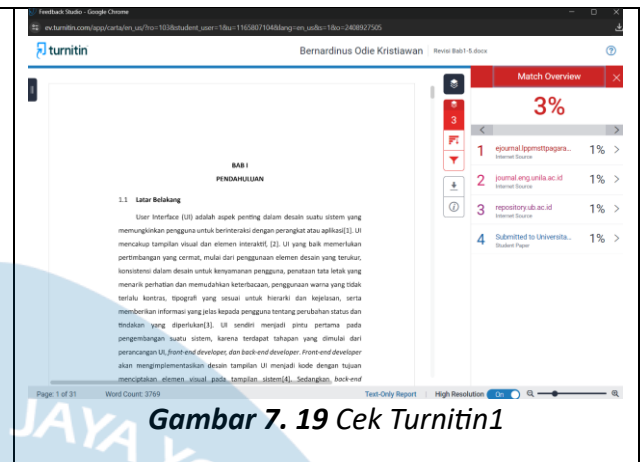 Feedback Studio - Google Chrome
ev.turnitin.com/app/carta/en_us/?ro=103&student_user=1&u=1165807104&lang=en_us&s=1&o=2408927505
turnitin
Bernardinus Odie Kristiawan
Revisi Bab1-5.docx
BAB I
PENDAHULUAN
1.1 Latar Belakang
User Interface (UI) adalah aspek penting dalam desain suatu sistem yang
memungkinkan pengguna untuk berinteraksi dengan perangkat atau aplikasi[1]. UI
mencakup tampilan visual dan elemen interaktif, [2]. UI yang baik memerlukan
pertimbangan yang cermat, mulai dari penggunaan elemen desain yang terukur,
konsistensi dalam desain untuk kenyamanan pengguna, penataan tata letak yang
menarik perhatian dan memudahkan keterbacaan, penggunaan warna yang tidak
terlalu kontras, tipografi yang sesuai untuk hierarki dan kejelasan, serta
memberikan informasi yang jelas kepada pengguna tentang perubahan status dan
tindakan yang diperlukan[3]. UI sendiri menjadi pintu pertama pada
pengembangan suatu sistem, karena terdapat tahapan yang dimulai dari
perancangan UI, front-end developer, dan back-end developer. Front-end developer
akan mengimplementasikan desain tampilan UI menjadi kode dengan tujuan
menciptakan elemen visual pada tampilan sistem[4]. Sedangkan back-end
3
Match Overview
3%
1 ejournal.lppmsttpagara... 1%
Internet Source
2 journal.eng.unila.ac.id 1%
Internet Source
3 repository.ub.ac.id 1%
Internet Source
4 Submitted to Universita... 1%
Student Paper
Page: 1 of 31 Word Count: 3769 Text-Only Report High Resolution On
Gambar 7. 19 Cek Turnitin1
JAYA